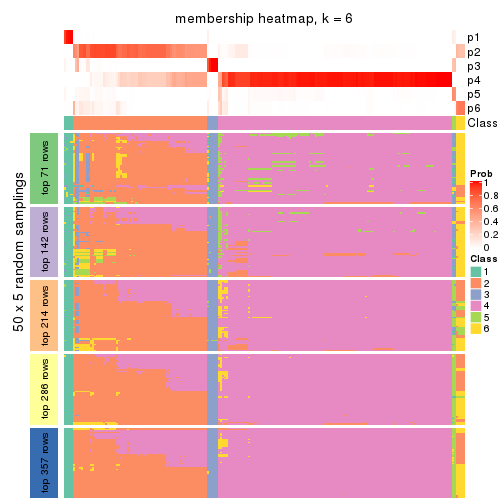 membership heatmap, k = 6
p1
p2
p3
p4
p5
p6
Class
50 x 5 random samplings
top 71 rows
top 142 rows
top 214 rows
top 286 rows
top 357 rows
Prob
1
0.8
0.6
0.4
0.2
0
Class
1
2
3
4
5
6